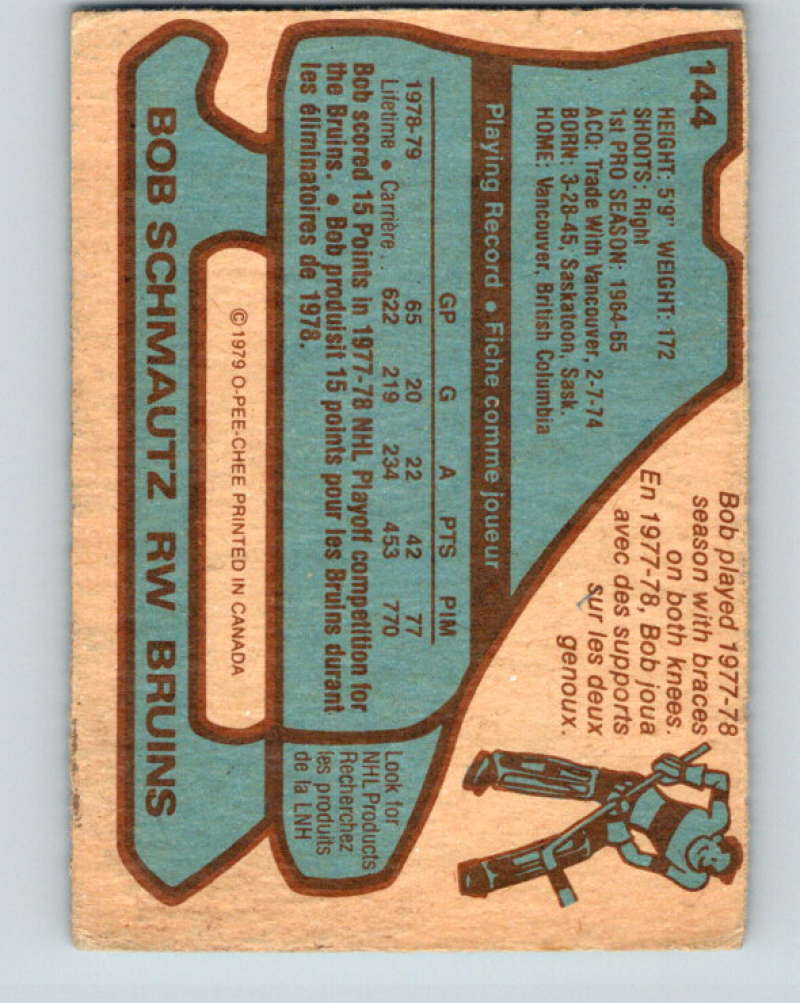 144
HEIGHT: 5'9" WEIGHT: 172
SHOOTS: Right
1st PRO SEASON: 1964-65
ACQ: Trade With Vancouver, 2-7-74
BORN: 3-28-45, Saskatoon, Sask.
HOME: Vancouver, British Columbia
Bob played 1977-78
season with braces
on both knees.
En 1977-78, Bob joua
avec des supports
sur les deux
genoux.
Playing Record • Fiche comme joueur
GP G A PTS PIM
1978-79 65 20 22 42 77
Lifetime • Carrière . . 622 219 234 453 770
Bob scored 15 Points in 1977-78 NHL Playoff competition for
the Bruins. • Bob produisit 15 points pour les Bruins durant
les éliminatoires de 1978.
Look for
NHL Products
Recherchez
les produits
de la LNH
© 1979 O-PEE-CHEE PRINTED IN CANADA
BOB SCHMAUTZ RW BRUINS